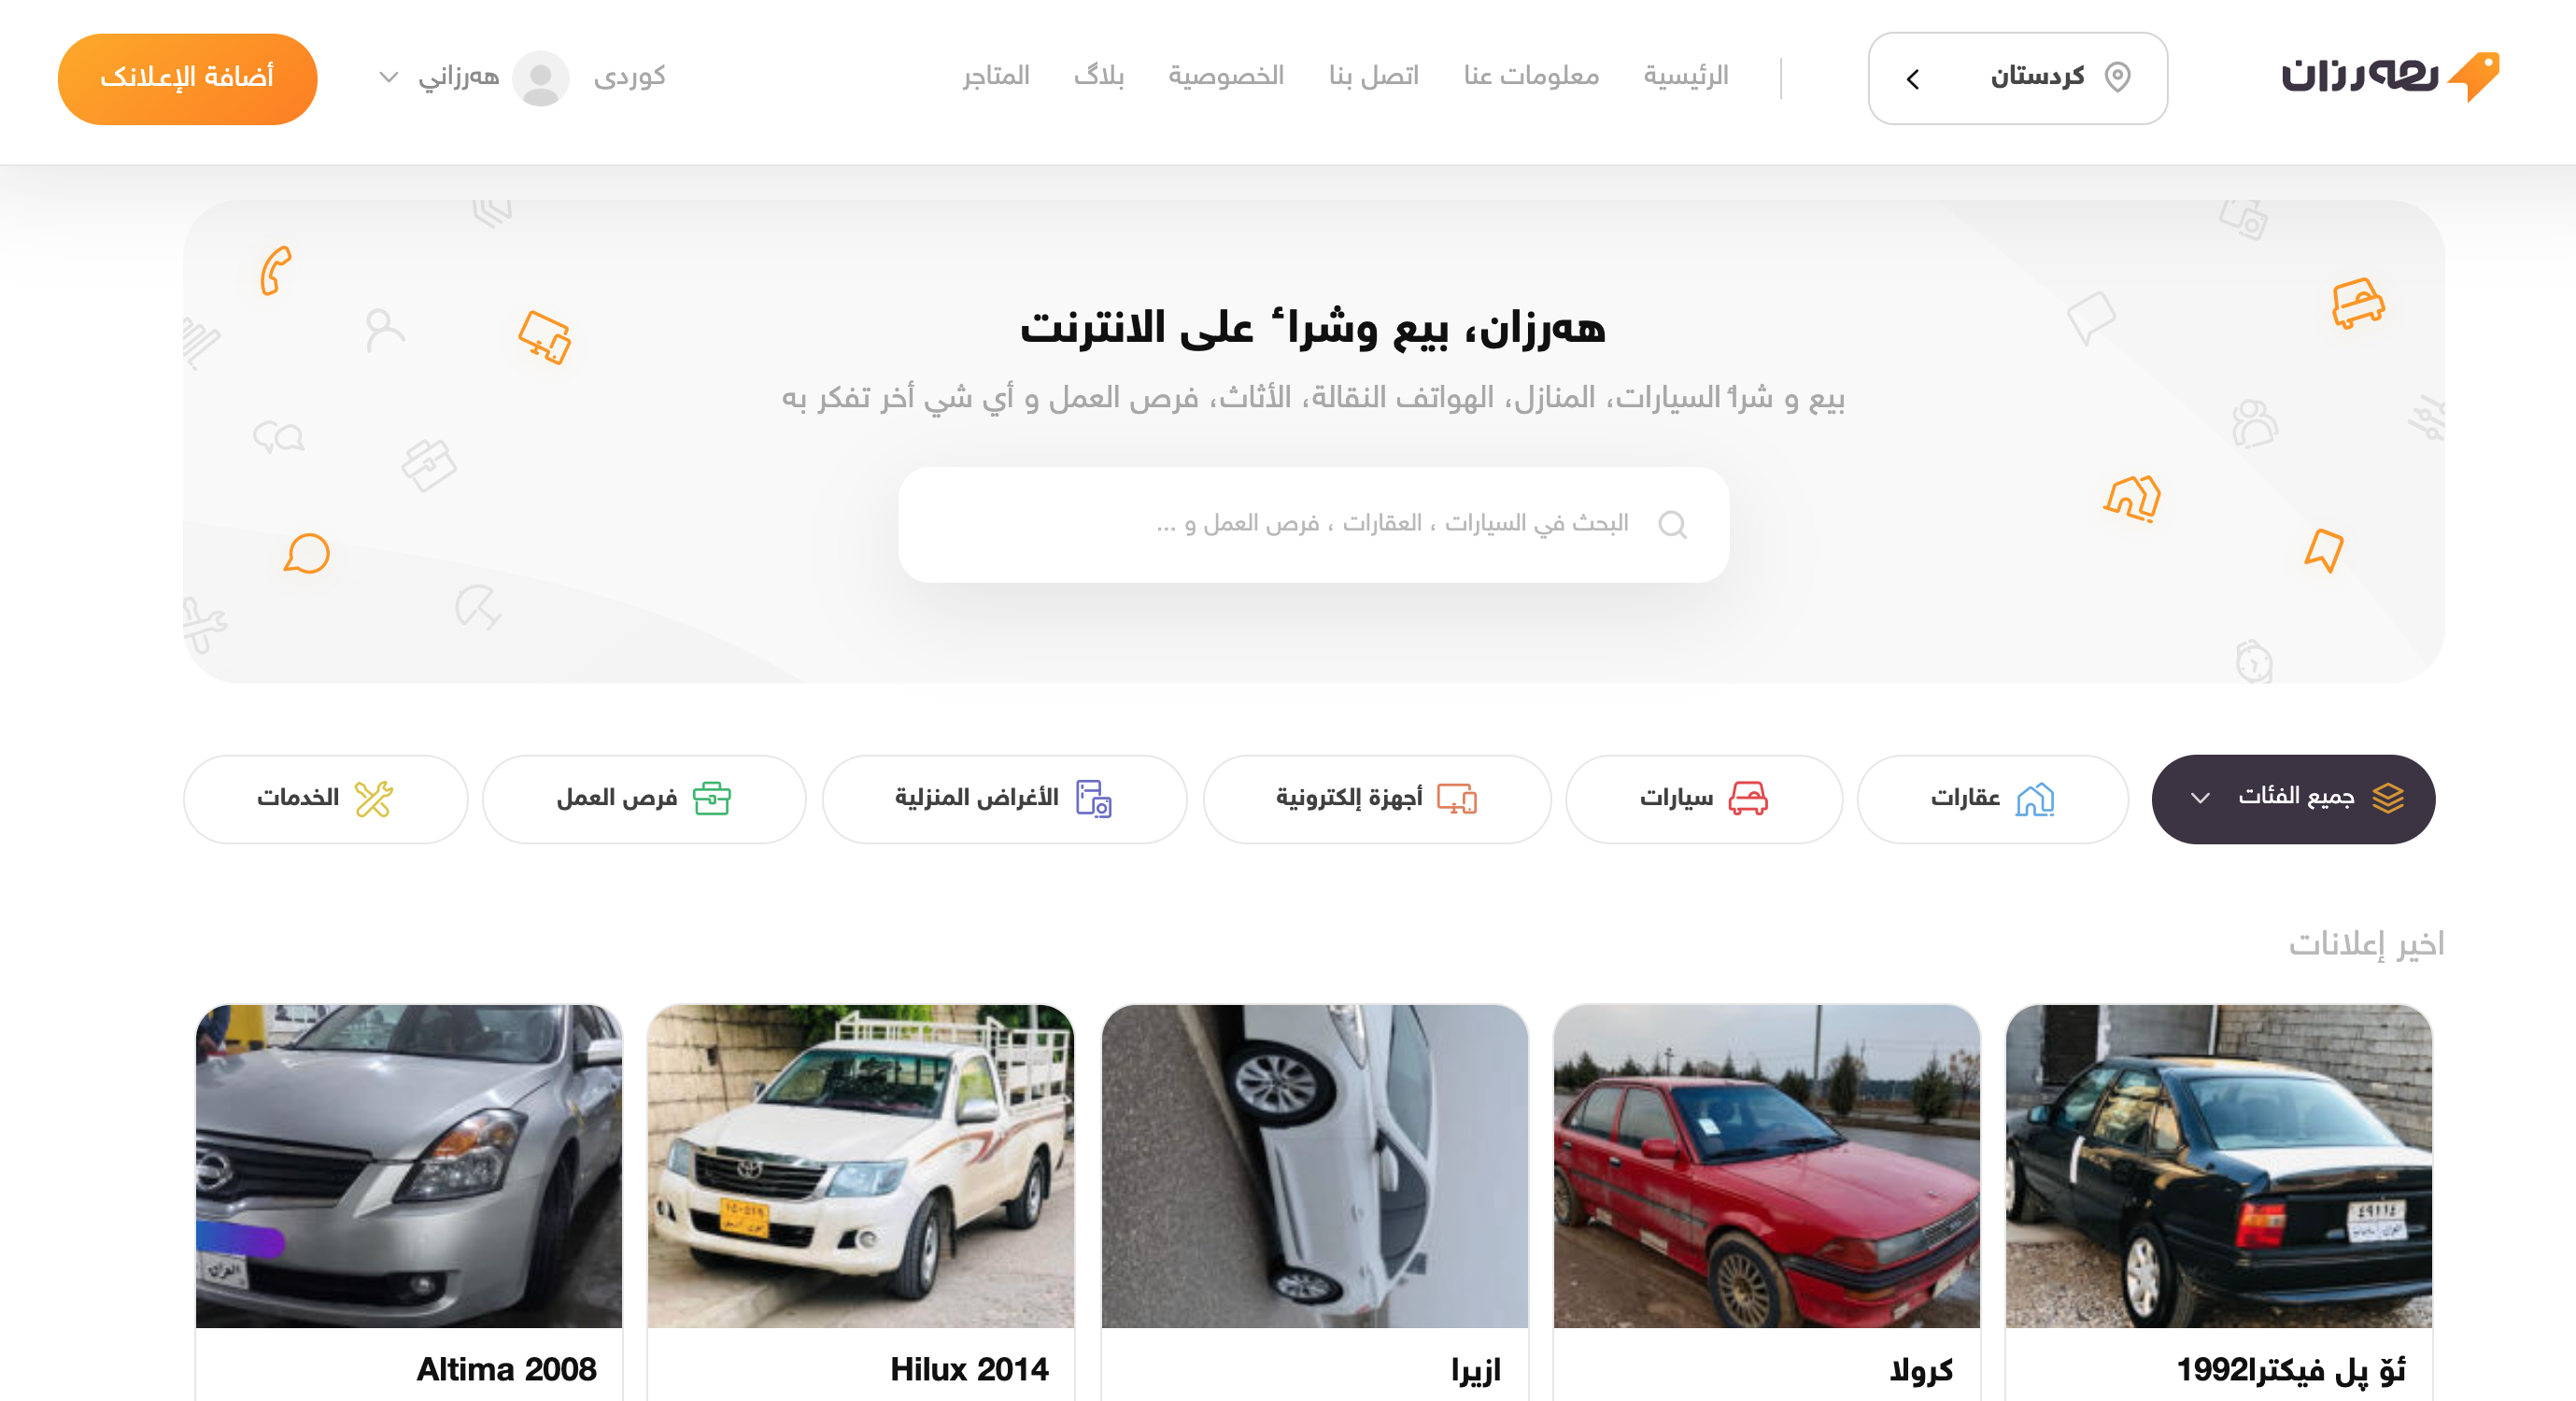 هەرزان
كردستان
الرئيسية
معلومات عنا
اتصل بنا
الخصوصية
بلاگ
المتاجر
كوردى
هەرزاني
أضافة الإعـلانک
هەرزان، بيع وشراٴ على الانترنت
بيع و شراٴ السيارات، المنازل، الهواتف النقالة، الأثاث، فرص العمل و أي شي أخر تفكر به
البحث في السيارات ، العقارات ، فرص العمل و ...
جميع الفئات
عقارات
سيارات
أجهزة إلكترونية
الأغراض المنزلية
فرص العمل
الخدمات
اخير إعلانات
ئۆ پل فيكترا1992
كرولا
ازيرا
Hilux 2014
Altima 2008